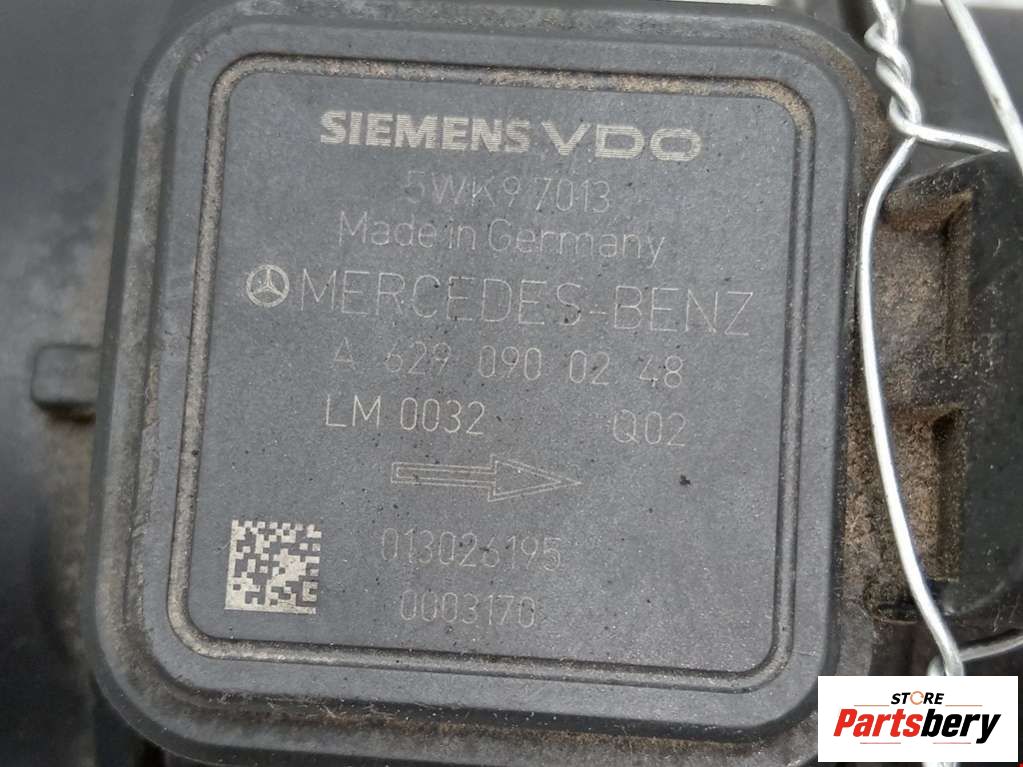 SIEMENS VDO
5WK9 7013
Made in Germany
MERCEDES-BENZ
A 629 090 02 48
LM 0032 Q02
013026195
0003170
STORE
Partsbery